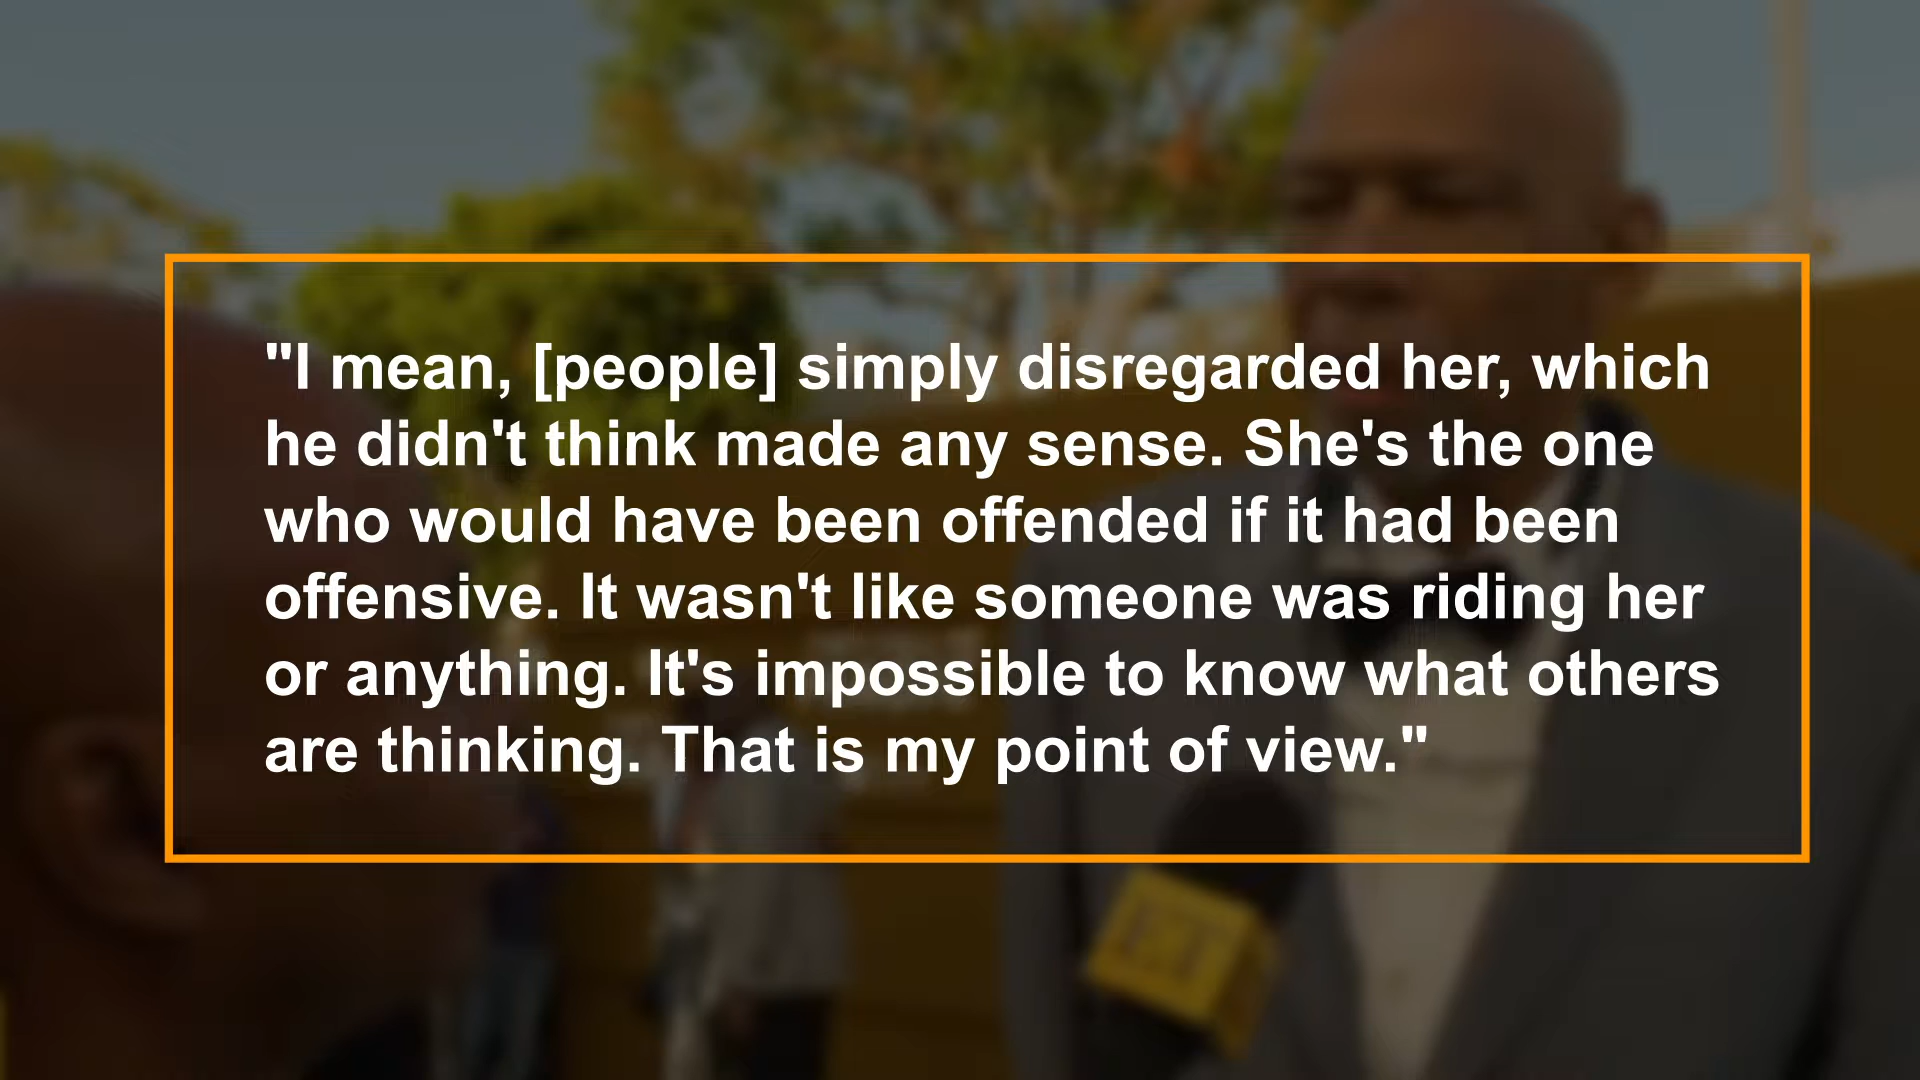 "I mean, [people] simply disregarded her, which
he didn't think made any sense. She's the one
who would have been offended if it had been
offensive. It wasn't like someone was riding her
or anything. It's impossible to know what others
are thinking. That is my point of view."
ET